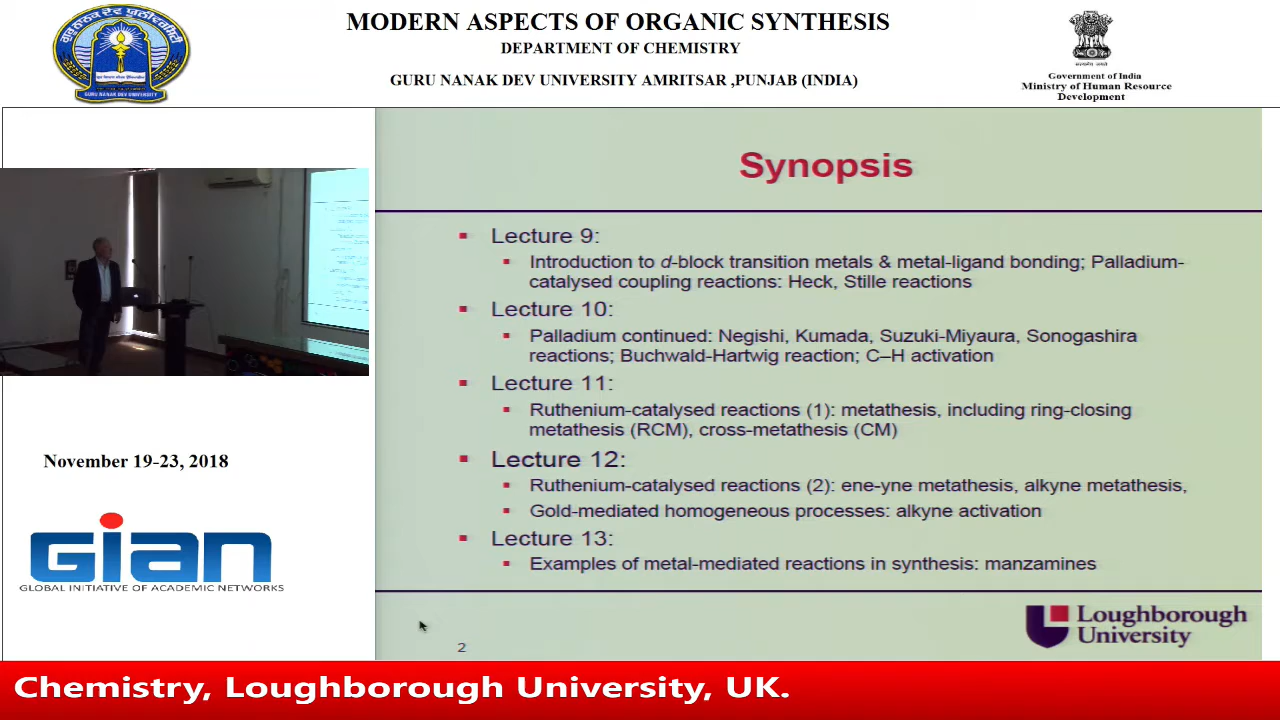 MODERN ASPECTS OF ORGANIC SYNTHESIS
DEPARTMENT OF CHEMISTRY
GURU NANAK DEV UNIVERSITY AMRITSAR ,PUNJAB (INDIA)
GURU NANAK DEV UNIVERSITY
Government of India
Ministry of Human Resource
Development
Synopsis
Lecture 9:
Introduction to d-block transition metals & metal-ligand bonding; Palladium-
catalysed coupling reactions: Heck, Stille reactions
Lecture 10:
Palladium continued: Negishi, Kumada, Suzuki-Miyaura, Sonogashira
reactions; Buchwald-Hartwig reaction; C–H activation
Lecture 11:
Ruthenium-catalysed reactions (1): metathesis, including ring-closing
metathesis (RCM), cross-metathesis (CM)
Lecture 12:
Ruthenium-catalysed reactions (2): ene-yne metathesis, alkyne metathesis,
Gold-mediated homogeneous processes: alkyne activation
Lecture 13:
Examples of metal-mediated reactions in synthesis: manzamines
2
Loughborough
University
November 19-23, 2018
GIAN
GLOBAL INITIATIVE OF ACADEMIC NETWORKS
Chemistry, Loughborough University, UK.